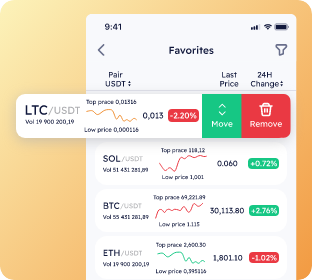 9:41
Favorites
Pair
USDT
Last
Price
24H
Change
LTC/USDT
Vol 19 900 200,19
Top prace 0,01316
Low price 0,000116
0,013
-2.20%
Move
Remove
SOL/USDT
Vol 51 431 281,89
Top prace 118,12
Low price 1,001
0.060
+0.72%
BTC/USDT
Vol 55 431 281,89
Top prace 69,221.89
Low price 1.115
30,113.80
+2.76%
ETH/USDT
Vol 19 900 200,19
Top prace 2,600.30
Low price 0,395116
1,801.10
-1.02%